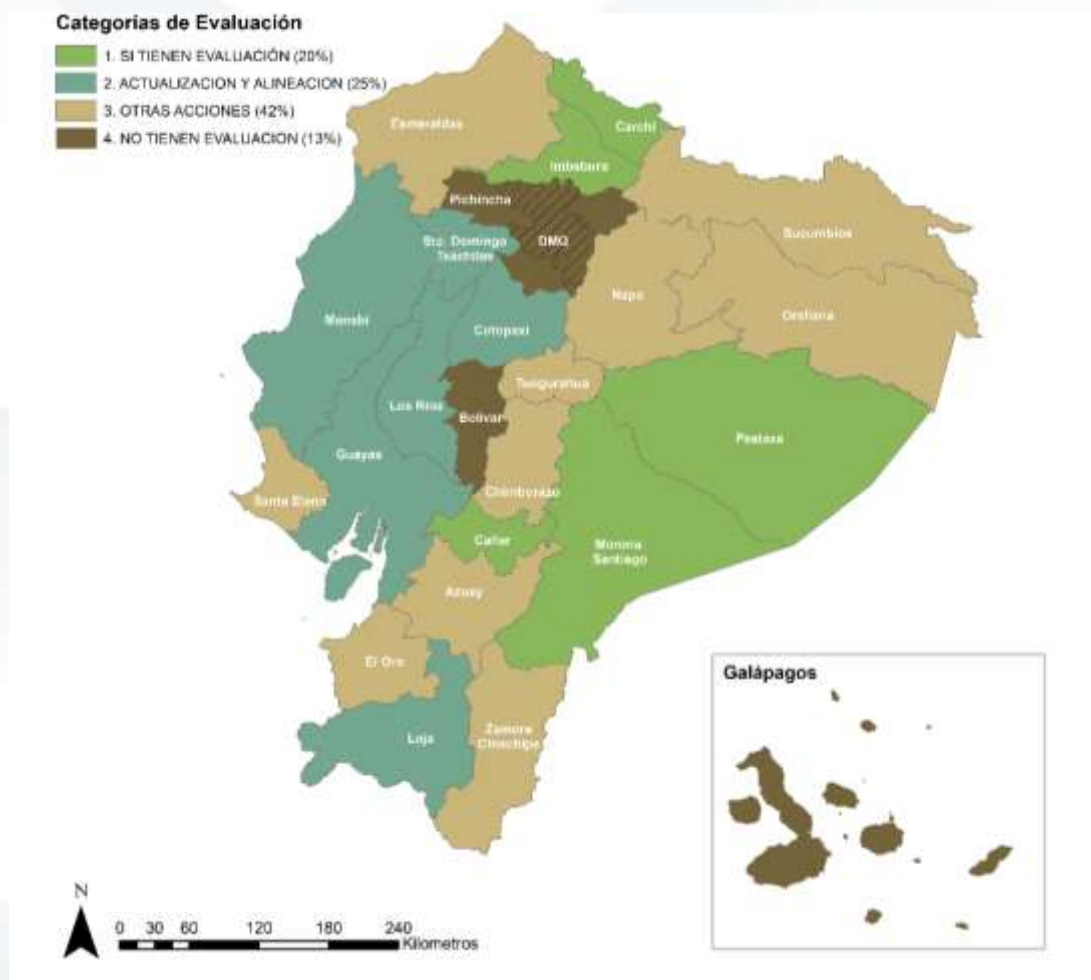 Categorías de Evaluación
1. SI TIENEN EVALUACIÓN (20%)
2. ACTUALIZACION Y ALINEACION (25%)
3. OTRAS ACCIONES (42%)
4. NO TIENEN EVALUACION (13%)
Esmeraldas
Carchi
Imbabura
Pichincha
DMQ
Sto. Domingo
Tsáchilas
Sucumbios
Napo
Orellana
Manabí
Cotopaxi
Tungurahua
Los Ríos
Bolívar
Pastaza
Guayas
Santa Elena
Chimborazo
Cañar
Morona
Santiago
Azuay
El Oro
Zamora
Chinchipe
Loja
Galápagos
N
0 30 60 120 180 240
Kilometros